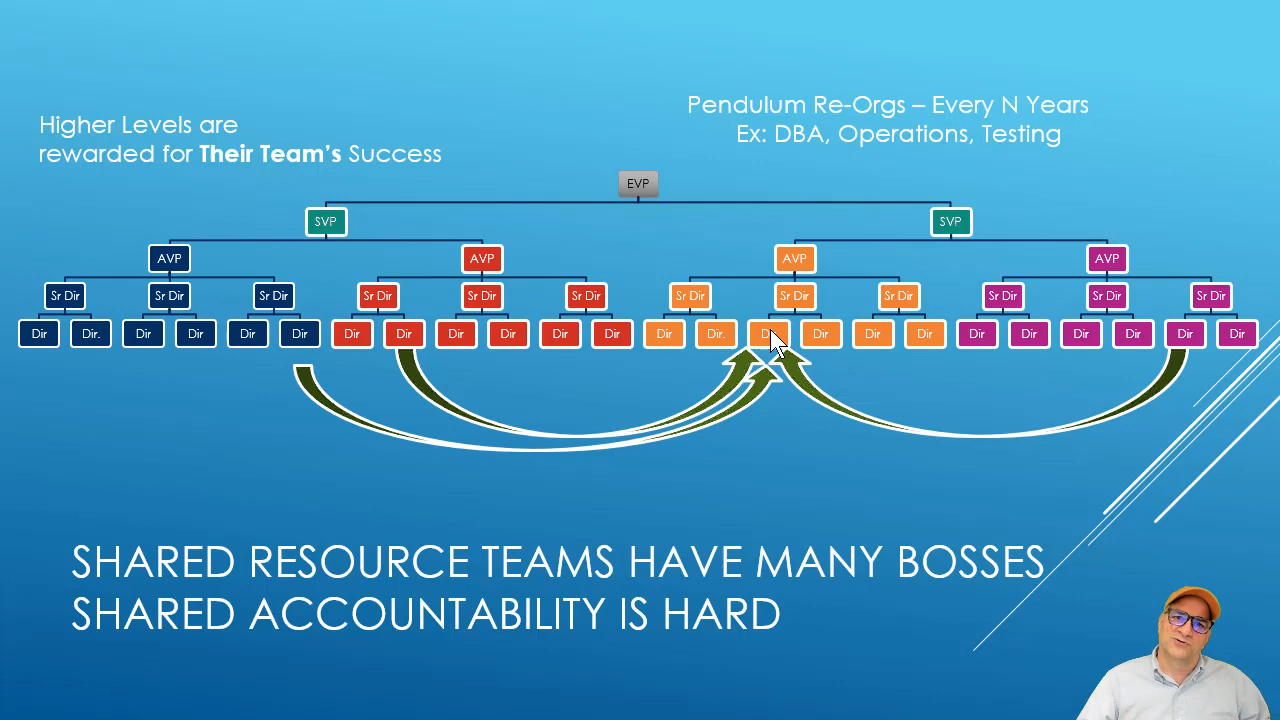 Higher Levels are
rewarded for Their Team's Success
Pendulum Re-Orgs – Every N Years
Ex: DBA, Operations, Testing
EVP
SVP SVP
AVP AVP AVP AVP
Sr Dir Sr Dir Sr Dir Sr Dir Sr Dir Sr Dir Sr Dir Sr Dir Sr Dir Sr Dir Sr Dir Sr Dir
Dir Dir. Dir Dir Dir Dir Dir Dir Dir Dir Dir Dir Dir Dir. Dir Dir Dir Dir Dir Dir Dir Dir Dir Dir
SHARED RESOURCE TEAMS HAVE MANY BOSSES
SHARED ACCOUNTABILITY IS HARD